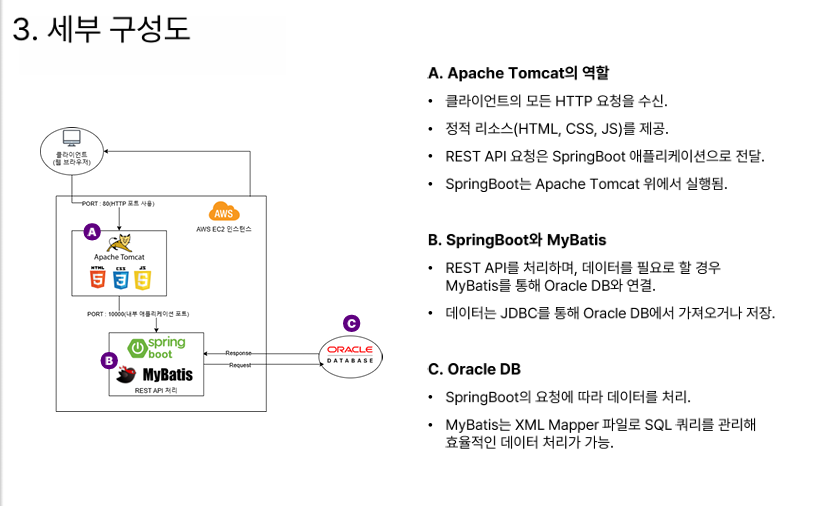 3. 세부 구성도
클라이언트
(웹 브라우저)
PORT : 80(HTTP 포트 사용)
AWS
AWS EC2 인스턴스
A
Apache Tomcat
HTML
5
CSS
3
JS
5
PORT : 10000(내부 애플리케이션 포트)
B
spring
boot
MyBatis
REST API 처리
Response
Request
C
ORACLE
DATABASE
A. Apache Tomcat의 역할
• 클라이언트의 모든 HTTP 요청을 수신.
• 정적 리소스(HTML, CSS, JS)를 제공.
• REST API 요청은 SpringBoot 애플리케이션으로 전달.
• SpringBoot는 Apache Tomcat 위에서 실행됨.
B. SpringBoot와 MyBatis
• REST API를 처리하며, 데이터를 필요로 할 경우
MyBatis를 통해 Oracle DB와 연결.
• 데이터는 JDBC를 통해 Oracle DB에서 가져오거나 저장.
C. Oracle DB
• SpringBoot의 요청에 따라 데이터를 처리.
• MyBatis는 XML Mapper 파일로 SQL 쿼리를 관리해
효율적인 데이터 처리가 가능.